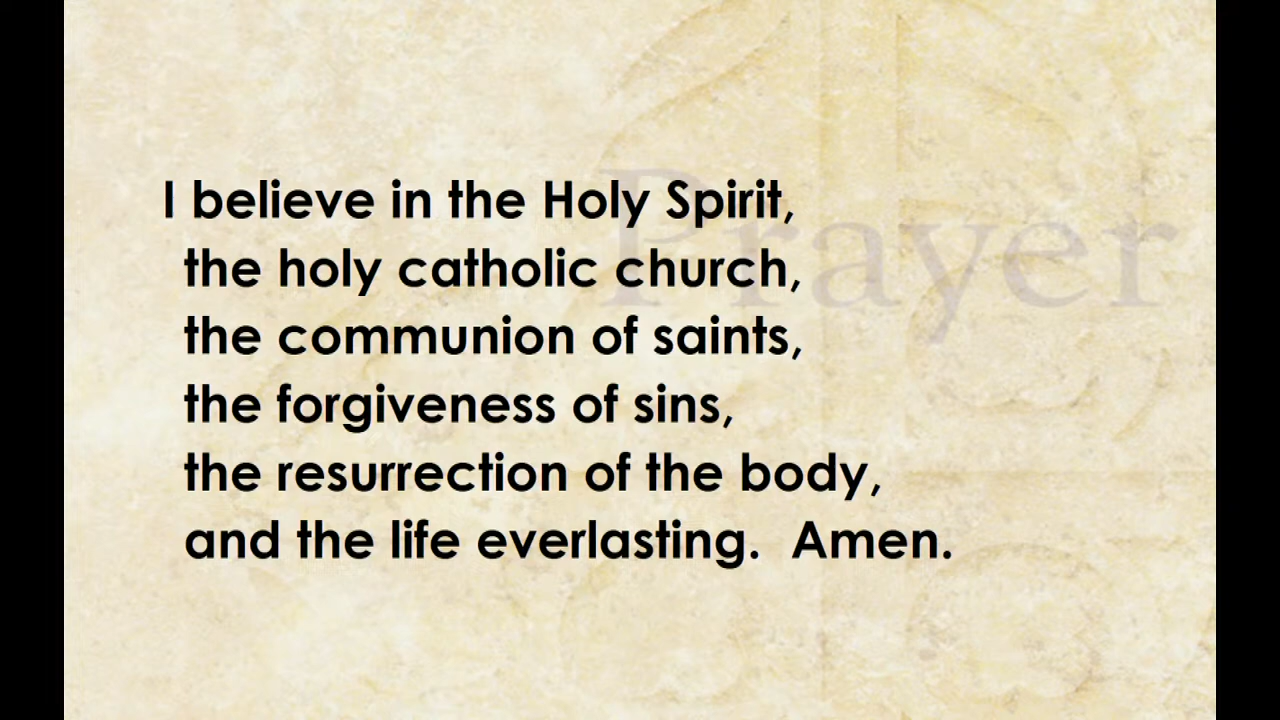 Prayer
I believe in the Holy Spirit,
the holy catholic church,
the communion of saints,
the forgiveness of sins,
the resurrection of the body,
and the life everlasting.  Amen.